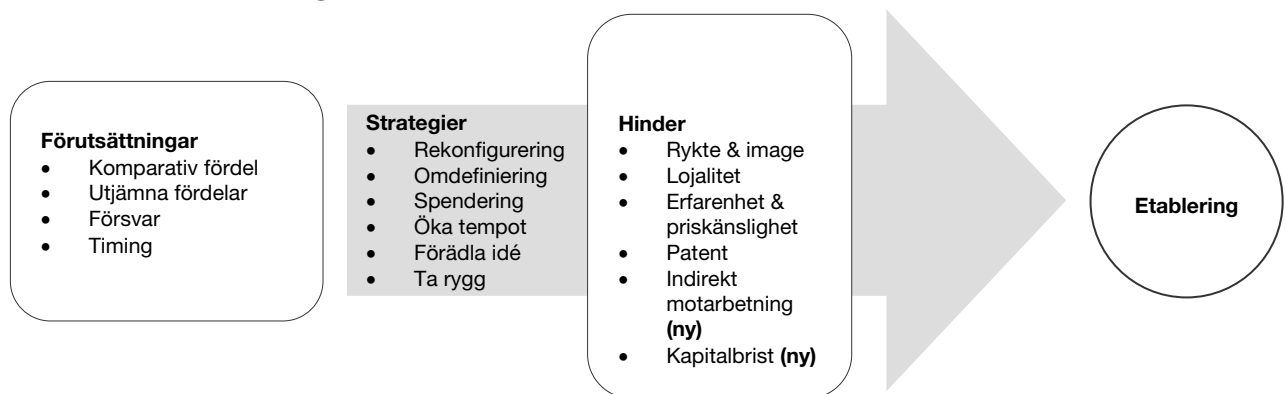 Förutsättningar
• Komparativ fördel
• Utjämna fördelar
• Försvar
• Timing
Strategier
• Rekonfigurering
• Omdefiniering
• Spendering
• Öka tempot
• Förädla idé
• Ta rygg
Hinder
• Rykte & image
• Lojalitet
• Erfarenhet &
priskänslighet
• Patent
• Indirekt
motarbetning
(ny)
• Kapitalbrist (ny)
Etablering